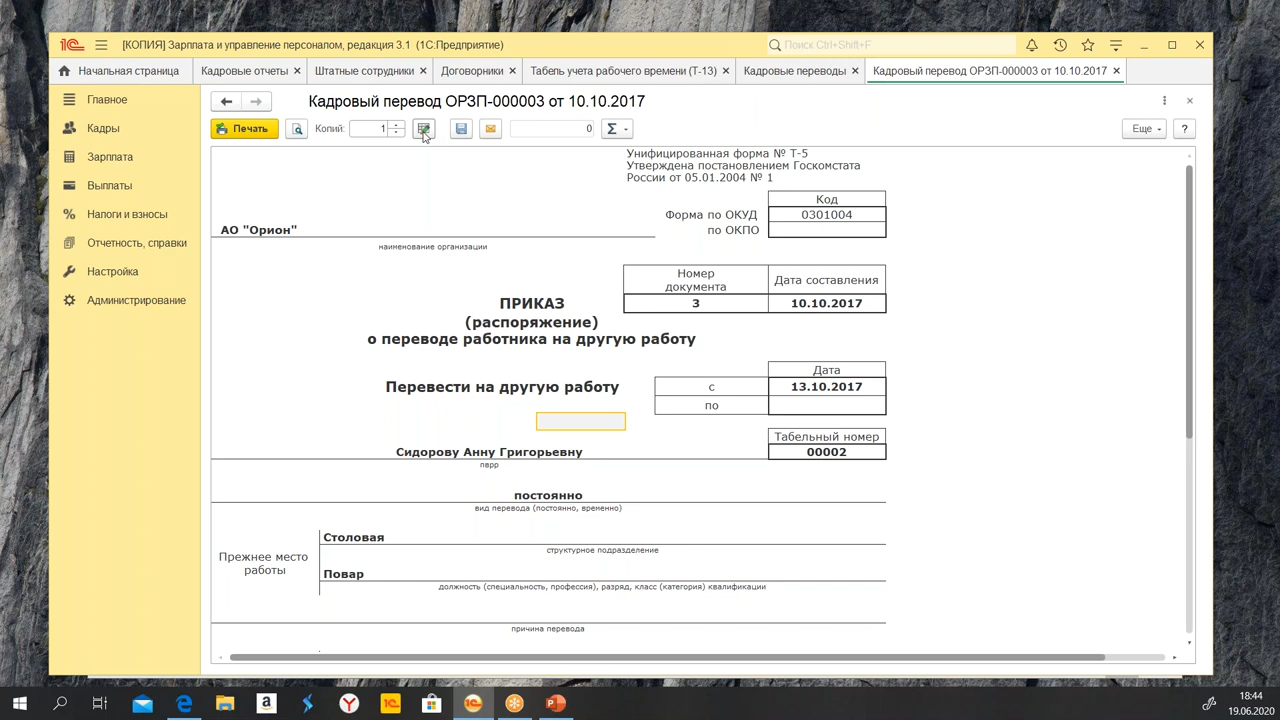 1С [КОПИЯ] Зарплата и управление персоналом, редакция 3.1 (1С:Предприятие) Поиск Ctrl+Shift+F
Начальная страница Кадровые отчеты Штатные сотрудники Договорники Табель учета рабочего времени (Т-13) Кадровые переводы Кадровый перевод ОРЗП-000003 от 10.10.2017
Главное
Кадры
Зарплата
Выплаты
Налоги и взносы
Отчетность, справки
Настройка
Администрирование
Кадровый перевод ОРЗП-000003 от 10.10.2017
Печать Копий: 1 0 Σ Еще ?
Унифицированная форма № Т-5
Утверждена постановлением Госкомстата
России от 05.01.2004 № 1
Код
Форма по ОКУД 0301004
АО "Орион" по ОКПО
наименование организации
Номер документа Дата составления
3 10.10.2017
ПРИКАЗ
(распоряжение)
о переводе работника на другую работу
Дата
Перевести на другую работу с 13.10.2017
по
Табельный номер
Сидорову Анну Григорьевну 00002
пврр
постоянно
вид перевода (постоянно, временно)
Прежнее место работы
Столовая
структурное подразделение
Повар
должность (специальность, профессия), разряд, класс (категория) квалификации
причина перевода
18:44
19.06.2020